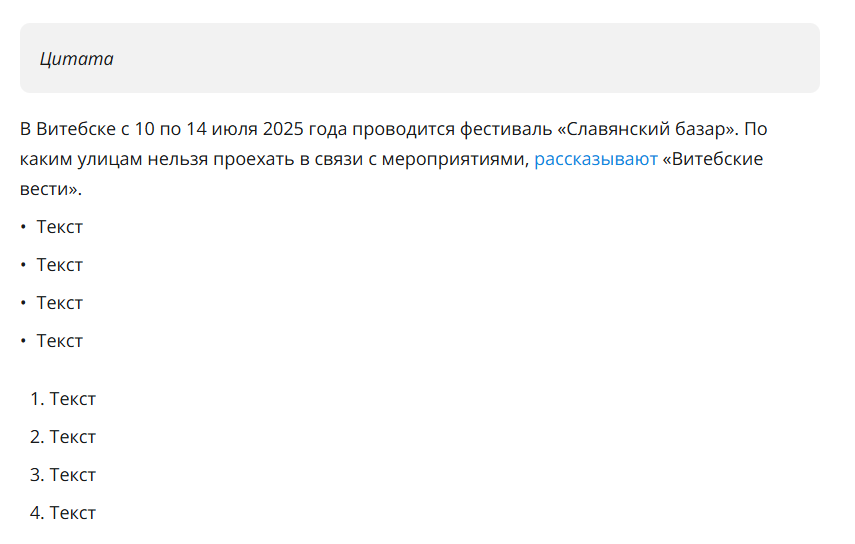 Цитата
В Витебске с 10 по 14 июля 2025 года проводится фестиваль «Славянский базар». По
каким улицам нельзя проехать в связи с мероприятиями, рассказывают «Витебские
вести».
• Текст
• Текст
• Текст
• Текст
1. Текст
2. Текст
3. Текст
4. Текст